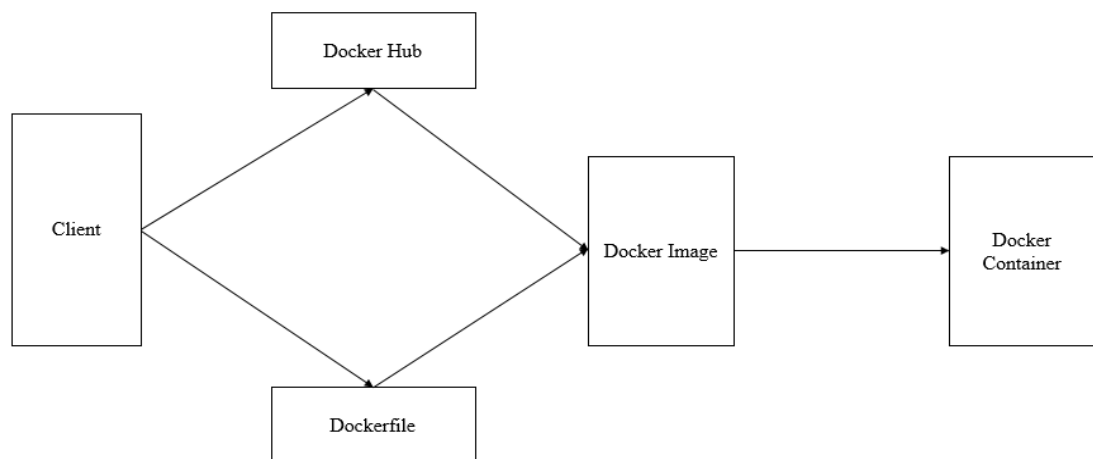 Docker Hub
Client
Docker Image
Docker
Container
Dockerfile